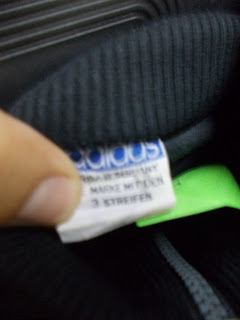 adidas
MARKE MIT DEN
3 STREIFEN